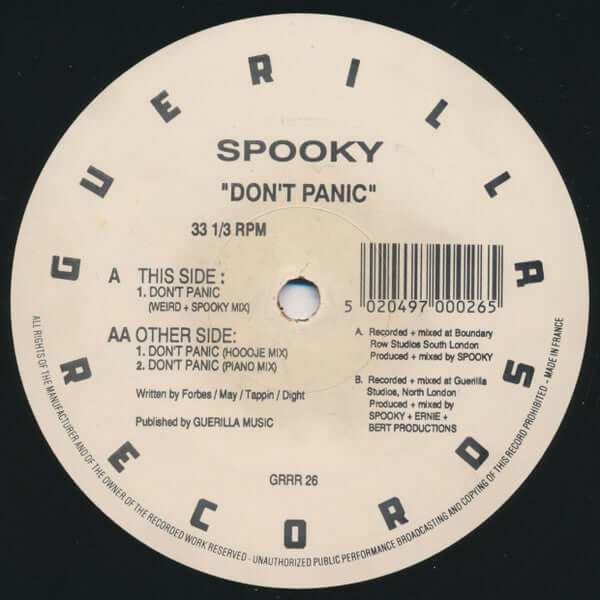 GUERILLA RECORDS
SPOOKY
"DON'T PANIC"
33 1/3 RPM
A THIS SIDE :
1. DON'T PANIC
(WEIRD + SPOOKY MIX)
AA OTHER SIDE:
1. DON'T PANIC (HOOOJE MIX)
2. DON'T PANIC (PIANO MIX)
Written by Forbes / May / Tappin / Dight
Published by GUERILLA MUSIC
5 020497 000265
A. Recorded + mixed at Boundary
Row Studios South London
Produced + mixed by SPOOKY
B. Recorded + mixed at Guerilla
Studios, North London
Produced + mixed by
SPOOKY + ERNIE +
BERT PRODUCTIONS
GRRR 26
ALL RIGHTS OF THE MANUFACTURER AND OF THE OWNER OF THE RECORDED WORK RESERVED - UNAUTHORIZED PUBLIC PERFORMANCE BROADCASTING AND COPYING OF THIS RECORD PROHIBITED - MADE IN FRANCE